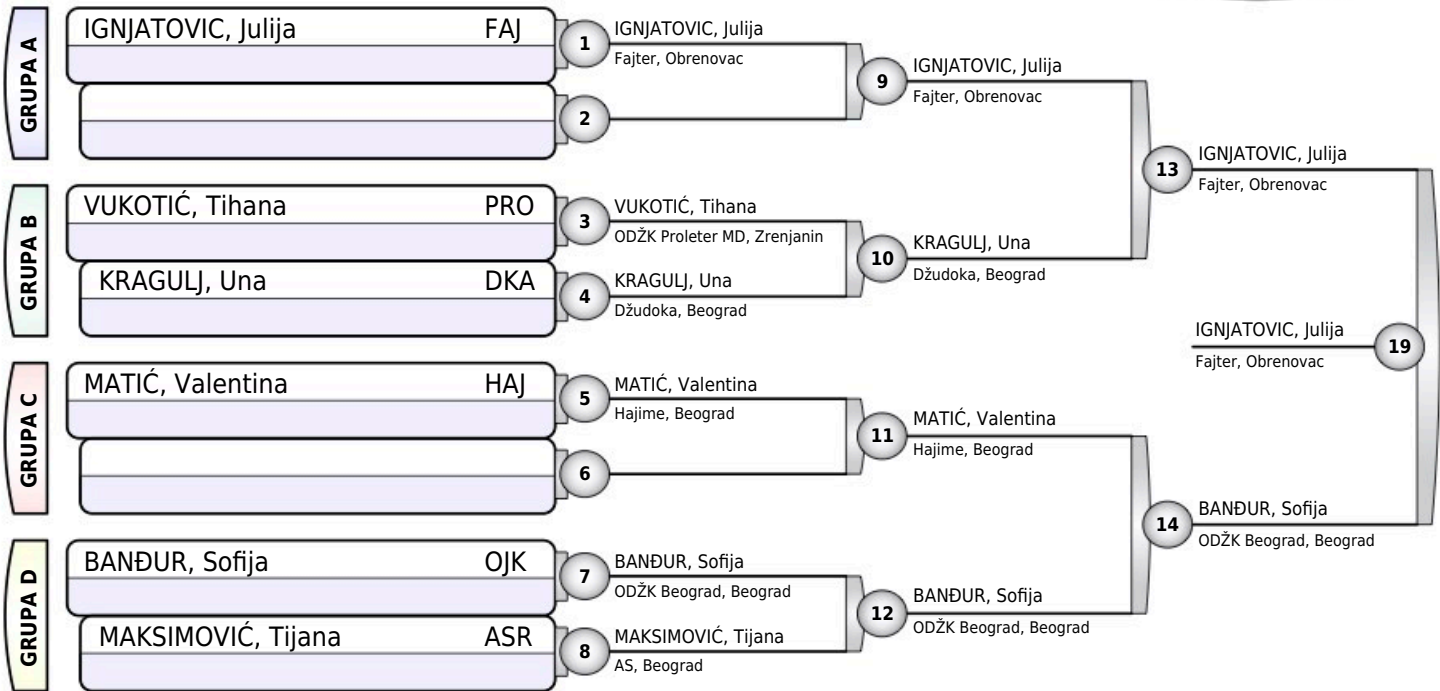 GRUPA A
IGNJATOVIC, Julija FAJ
1
IGNJATOVIC, Julija
Fajter, Obrenovac
2
9
IGNJATOVIC, Julija
Fajter, Obrenovac
13
IGNJATOVIC, Julija
Fajter, Obrenovac
GRUPA B
VUKOTIĆ, Tihana PRO
3
VUKOTIĆ, Tihana
ODŽK Proleter MD, Zrenjanin
KRAGULJ, Una DKA
4
KRAGULJ, Una
Džudoka, Beograd
10
KRAGULJ, Una
Džudoka, Beograd
IGNJATOVIC, Julija
Fajter, Obrenovac
19
GRUPA C
MATIĆ, Valentina HAJ
5
MATIĆ, Valentina
Hajime, Beograd
6
11
MATIĆ, Valentina
Hajime, Beograd
14
BANĐUR, Sofija
ODŽK Beograd, Beograd
GRUPA D
BANĐUR, Sofija OJK
7
BANĐUR, Sofija
ODŽK Beograd, Beograd
MAKSIMOVIĆ, Tijana ASR
8
MAKSIMOVIĆ, Tijana
AS, Beograd
12
BANĐUR, Sofija
ODŽK Beograd, Beograd